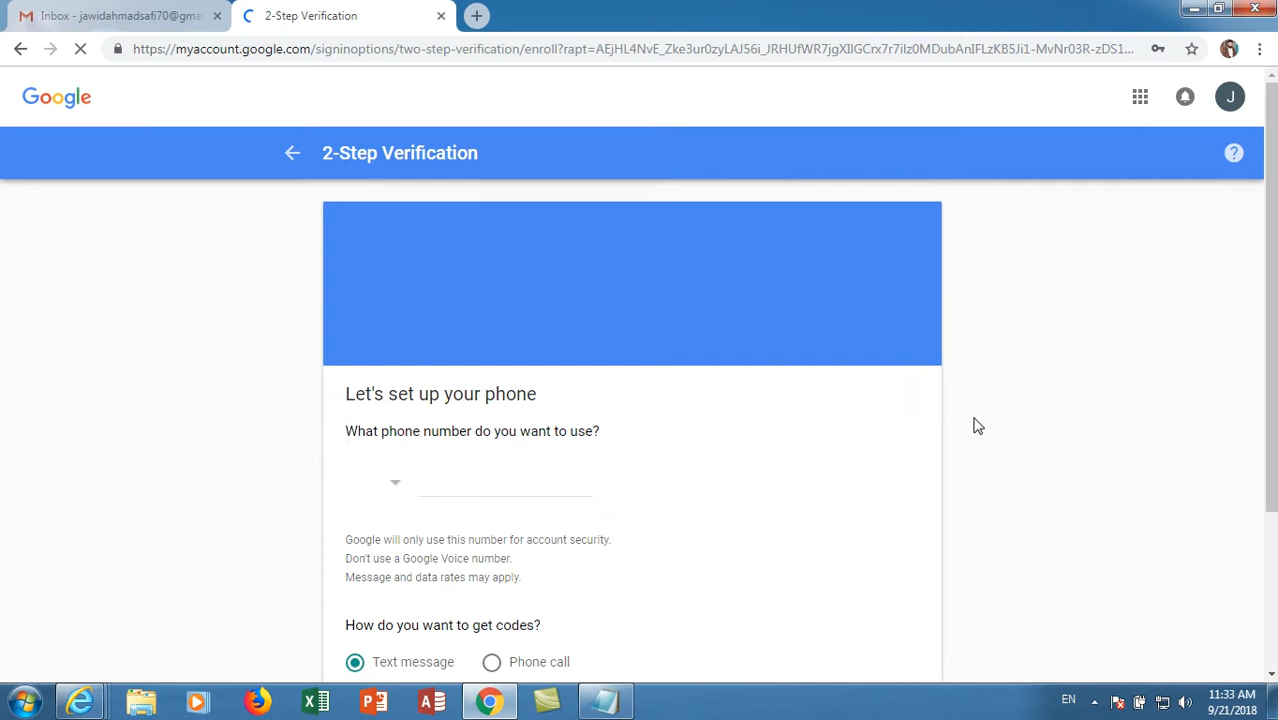 Inbox - jawidahmadsafi70@gma
2-Step Verification
https://myaccount.google.com/signinoptions/two-step-verification/enroll?rapt=
Google
J
2-Step Verification
Let's set up your phone
What phone number do you want to use?
Google will only use this number for account security.
Don't use a Google Voice number.
Message and data rates may apply.
How do you want to get codes?
Text message
Phone call
EN
11:33 AM
9/21/2018